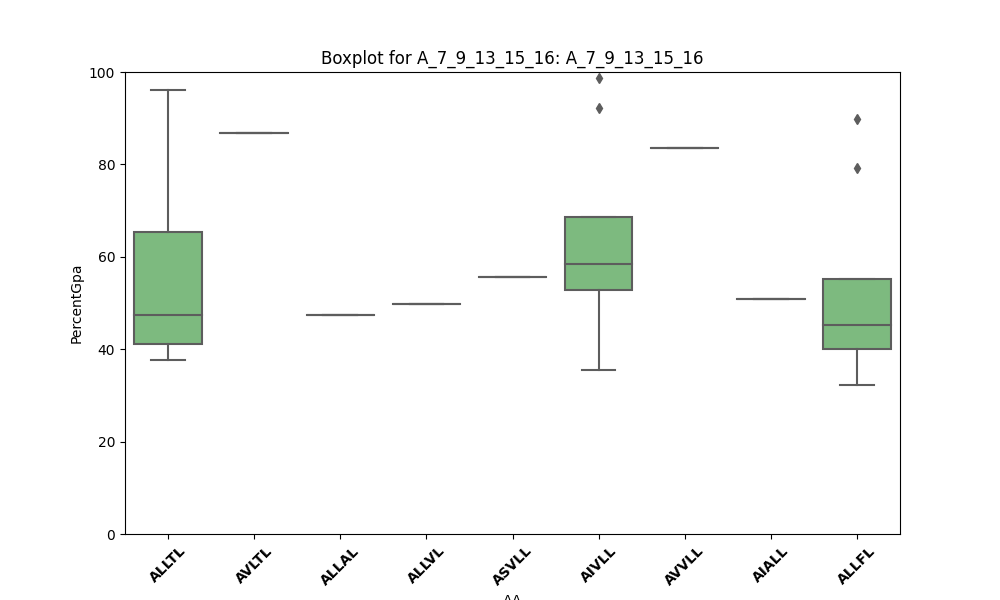 Boxplot for A_7_9_13_15_16: A_7_9_13_15_16
100
80
60
40
20
0
PercentGpa
ALLTL
AVLTL
ALLAL
ALLVL
ASVLL
AIVLL
AVVLL
AIALL
ALLFL
AA